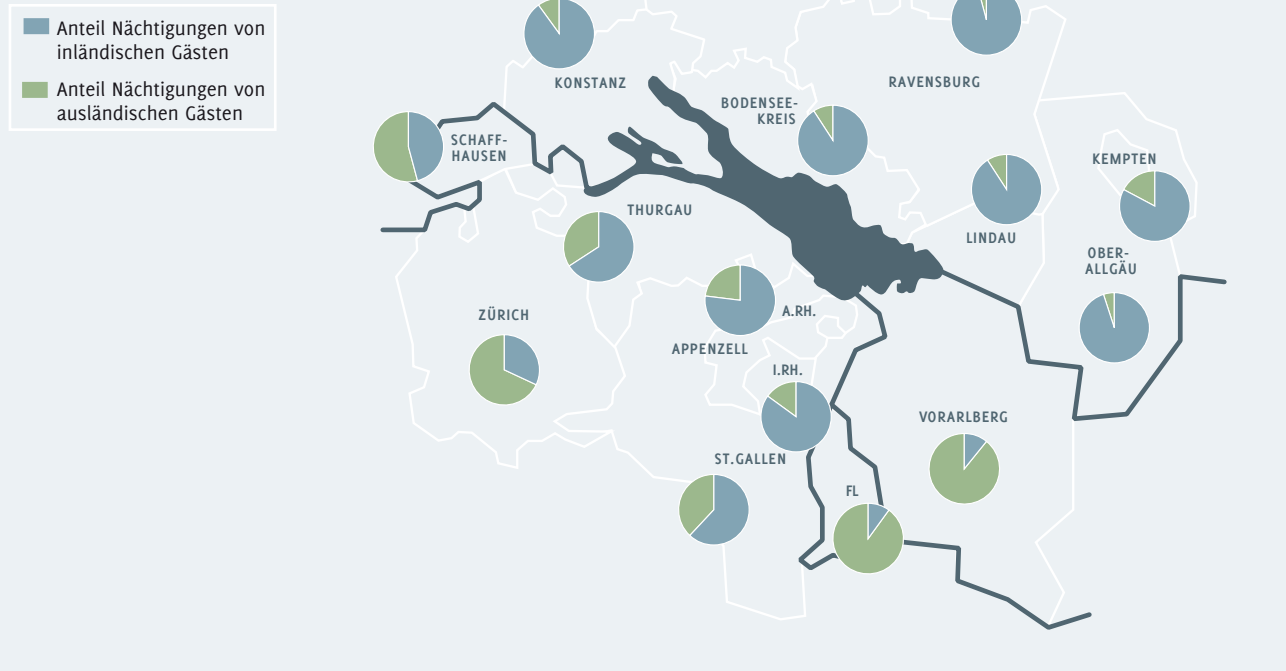 Anteil Nächtigungen von
inländischen Gästen
Anteil Nächtigungen von
ausländischen Gästen
KONSTANZ
RAVENSBURG
BODENSEE-
KREIS
SCHAFF-
HAUSEN
KEMPTEN
THURGAU
LINDAU
OBER-
ALLGÄU
ZÜRICH
A.RH.
APPENZELL
I.RH.
VORARLBERG
ST.GALLEN
FL